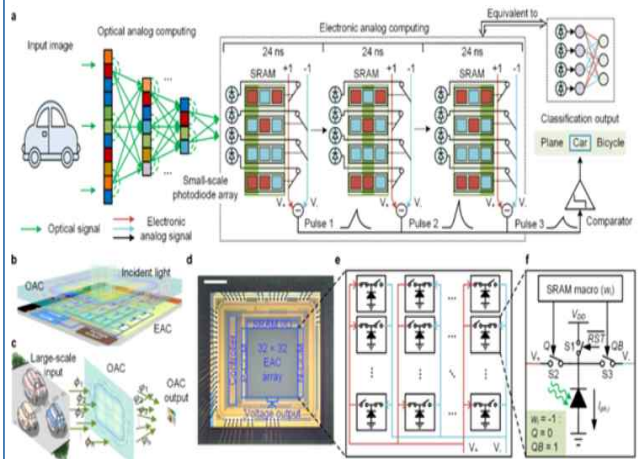 a
Optical analog computing
Electronic analog computing
Equivalent to
Input image
24 ns
24 ns
24 ns
SRAM
+1
-1
SRAM
+1
-1
SRAM
+1
-1
Classification output
Plane
Car
Bicycle
Small-scale
photodiode array
V₊
V₋
V₊
V₋
V₊
V₋
Pulse 1
Pulse 2
Pulse 3
Comparator
Optical signal
Electronic
analog signal
b
OAC
Incident light
EAC
c
Large-scale
input
OAC
OAC
output
d
32 × 32
EAC
array
Voltage output
e
V₊
V₋
f
SRAM macro (wᵢ)
V_DD
RST
Q
S1
QB
V₊
S2
S3
V₋
wᵢ = -1 :
Q = 0
QB = 1